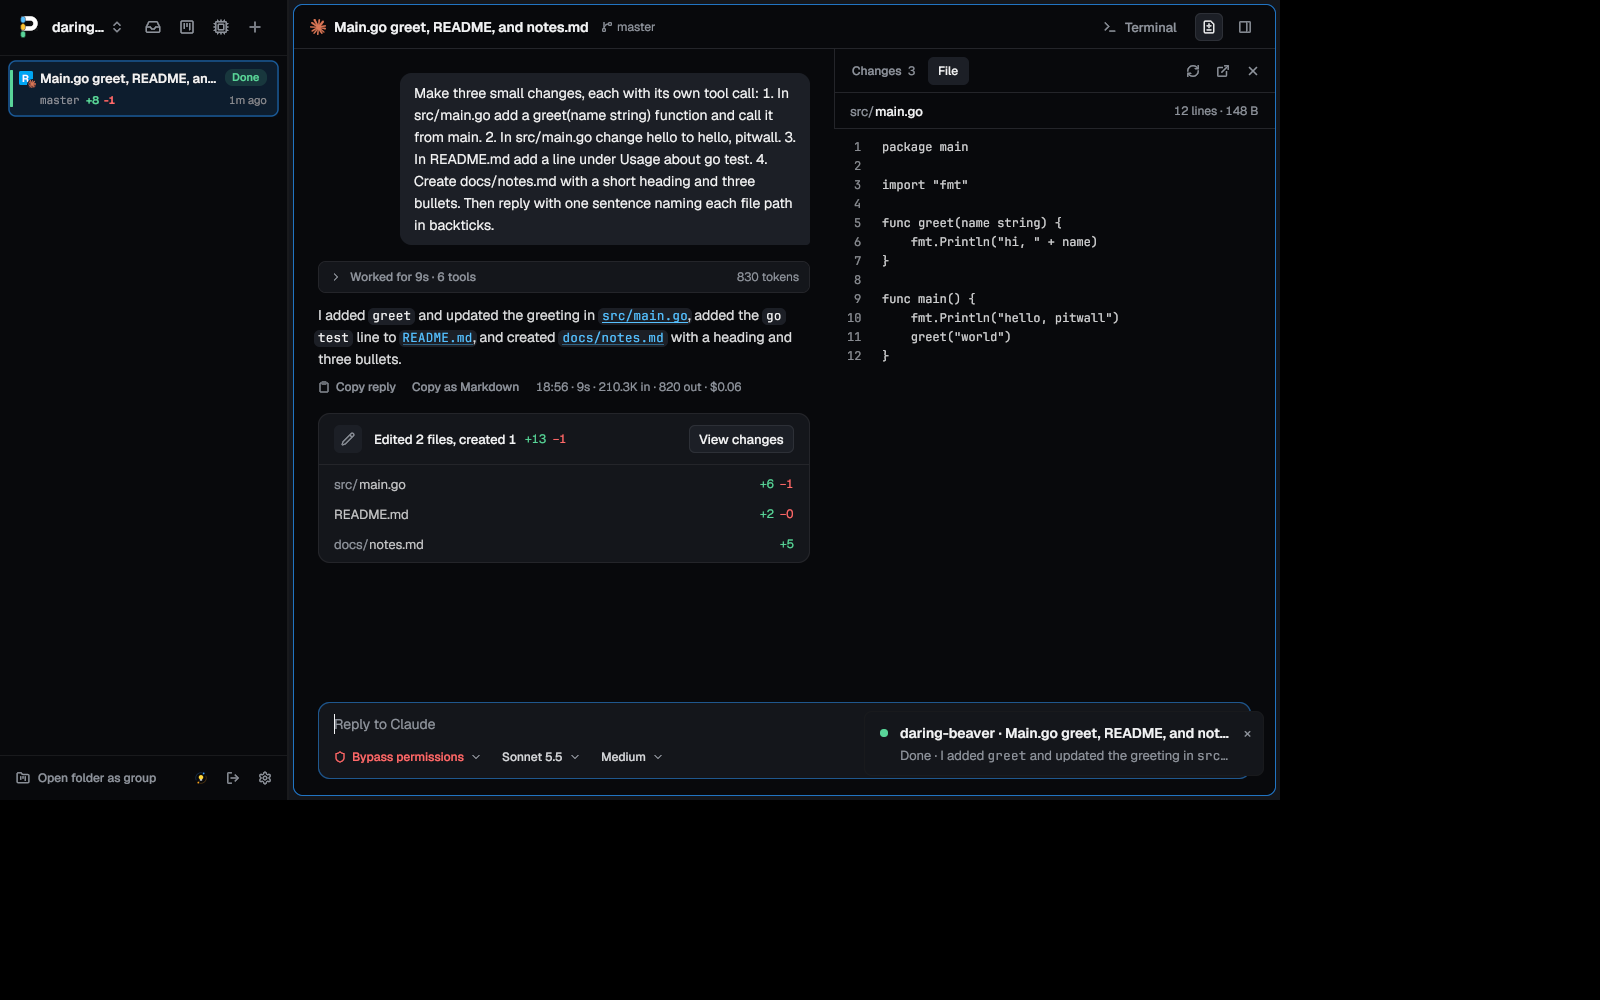 daring...
Main.go greet, README, an... Done
master +8 -1 1m ago
Open folder as group
Main.go greet, README, and notes.md master
Terminal
Make three small changes, each with its own tool call: 1. In
src/main.go add a greet(name string) function and call it
from main. 2. In src/main.go change hello to hello, pitwall. 3.
In README.md add a line under Usage about go test. 4.
Create docs/notes.md with a short heading and three
bullets. Then reply with one sentence naming each file path
in backticks.
Worked for 9s · 6 tools 830 tokens
I added greet and updated the greeting in src/main.go, added the go
test line to README.md, and created docs/notes.md with a heading and
three bullets.
Copy reply Copy as Markdown 18:56 · 9s · 210.3K in · 820 out · $0.06
Edited 2 files, created 1 +13 −1 View changes
src/main.go +6 −1
README.md +2 −0
docs/notes.md +5
Changes 3 File
src/main.go 12 lines · 148 B
1 package main
2
3 import "fmt"
4
5 func greet(name string) {
6 fmt.Println("hi, " + name)
7 }
8
9 func main() {
10 fmt.Println("hello, pitwall")
11 greet("world")
12 }
Reply to Claude
Bypass permissions Sonnet 5.5 Medium
daring-beaver · Main.go greet, README, and not... ×
Done · I added greet and updated the greeting in src...